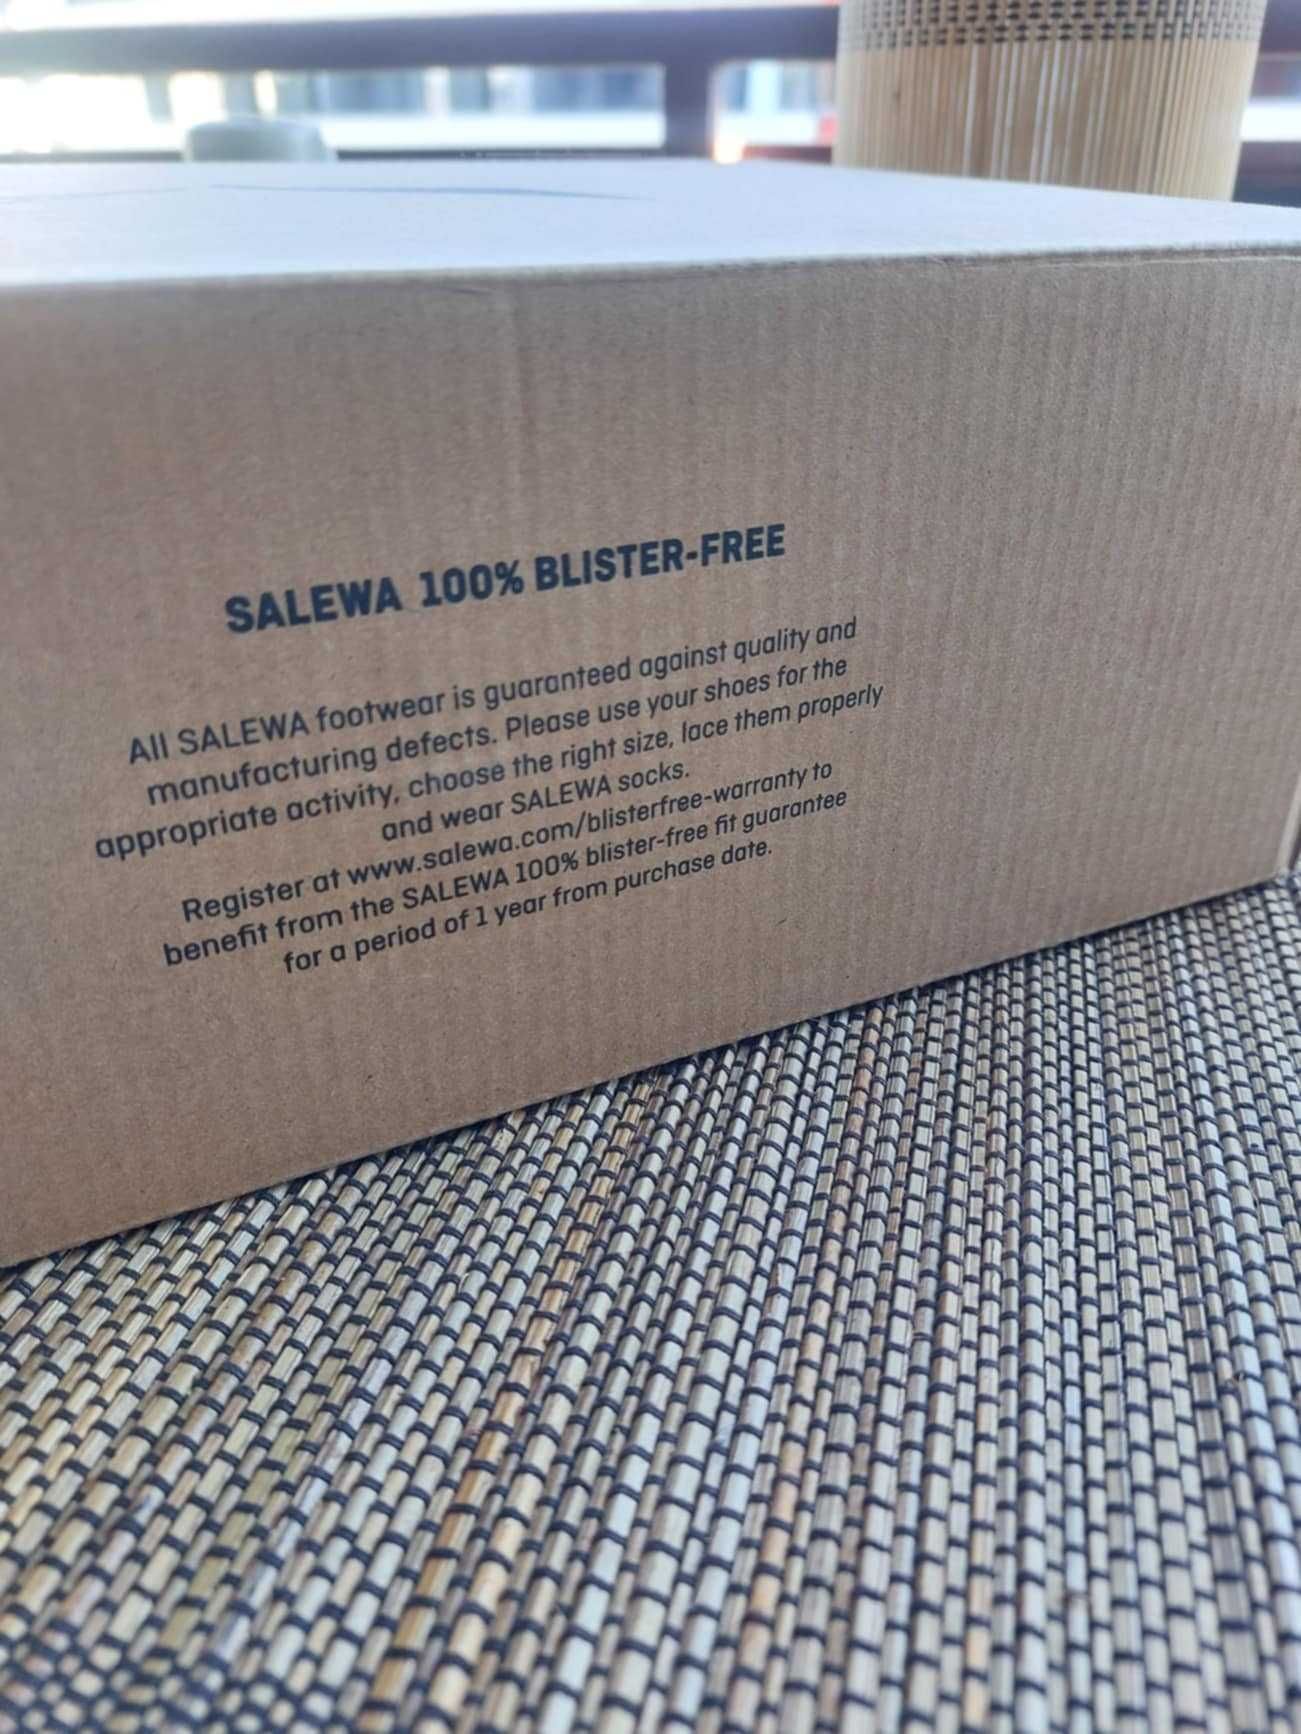 SALEWA 100% BLISTER-FREE
All SALEWA footwear is guaranteed against quality and
manufacturing defects. Please use your shoes for the
appropriate activity, choose the right size, lace them properly
and wear SALEWA socks.
Register at www.salewa.com/blisterfree-warranty to
benefit from the SALEWA 100% blister-free fit guarantee
for a period of 1 year from purchase date.